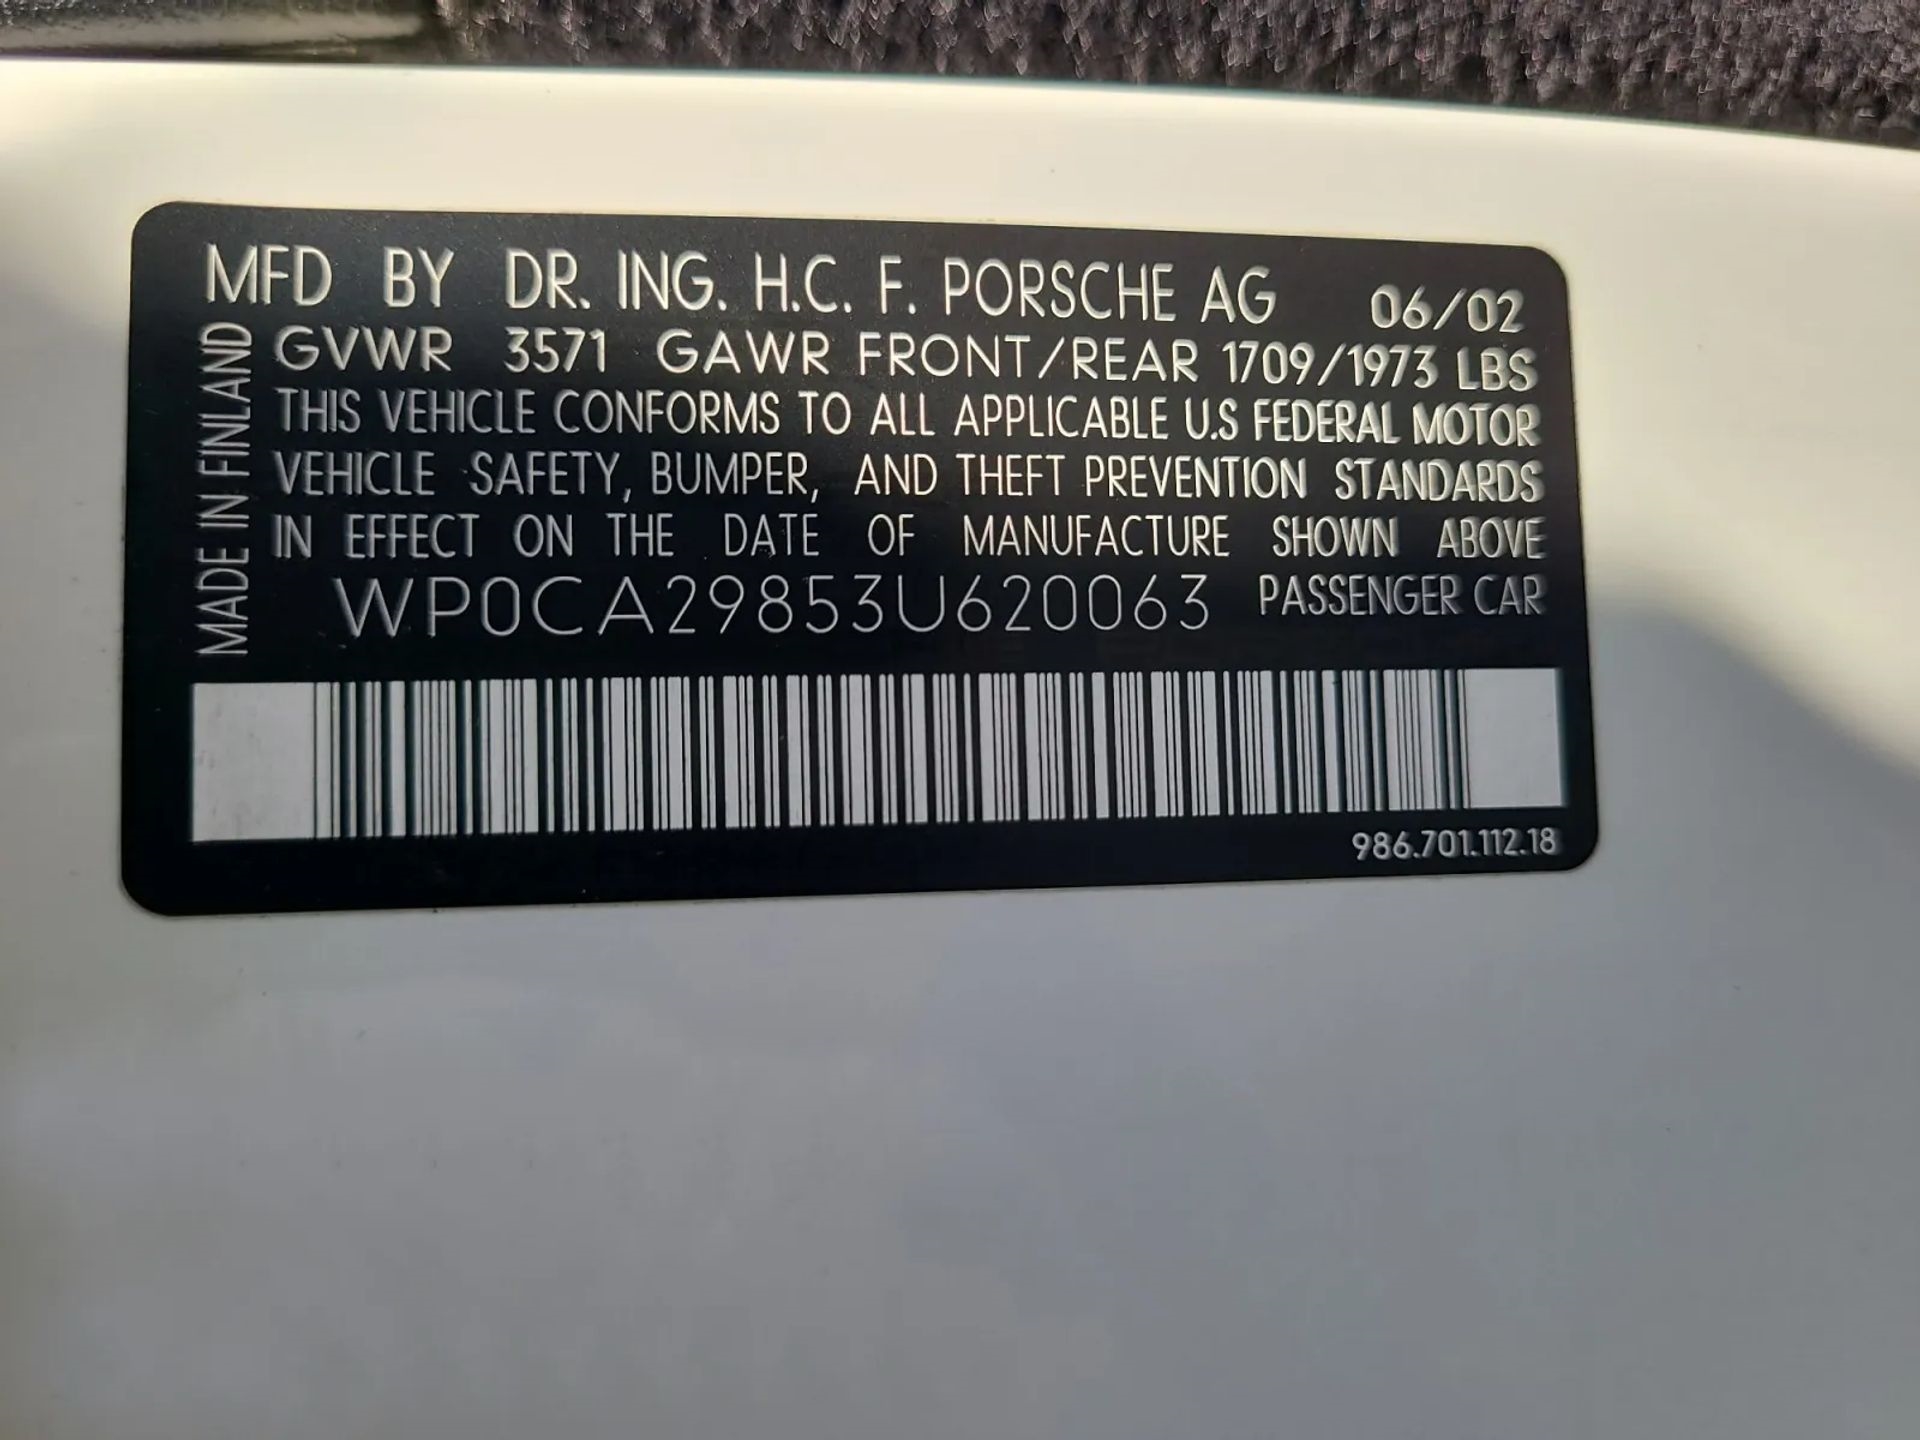 MFD BY DR. ING. H.C. F. PORSCHE AG 06/02
GVWR 3571 GAWR FRONT/REAR 1709/1973 LBS
THIS VEHICLE CONFORMS TO ALL APPLICABLE U.S FEDERAL MOTOR
VEHICLE SAFETY, BUMPER, AND THEFT PREVENTION STANDARDS
IN EFFECT ON THE DATE OF MANUFACTURE SHOWN ABOVE
WP0CA29853U620063 PASSENGER CAR
MADE IN FINLAND
986.701.112.18